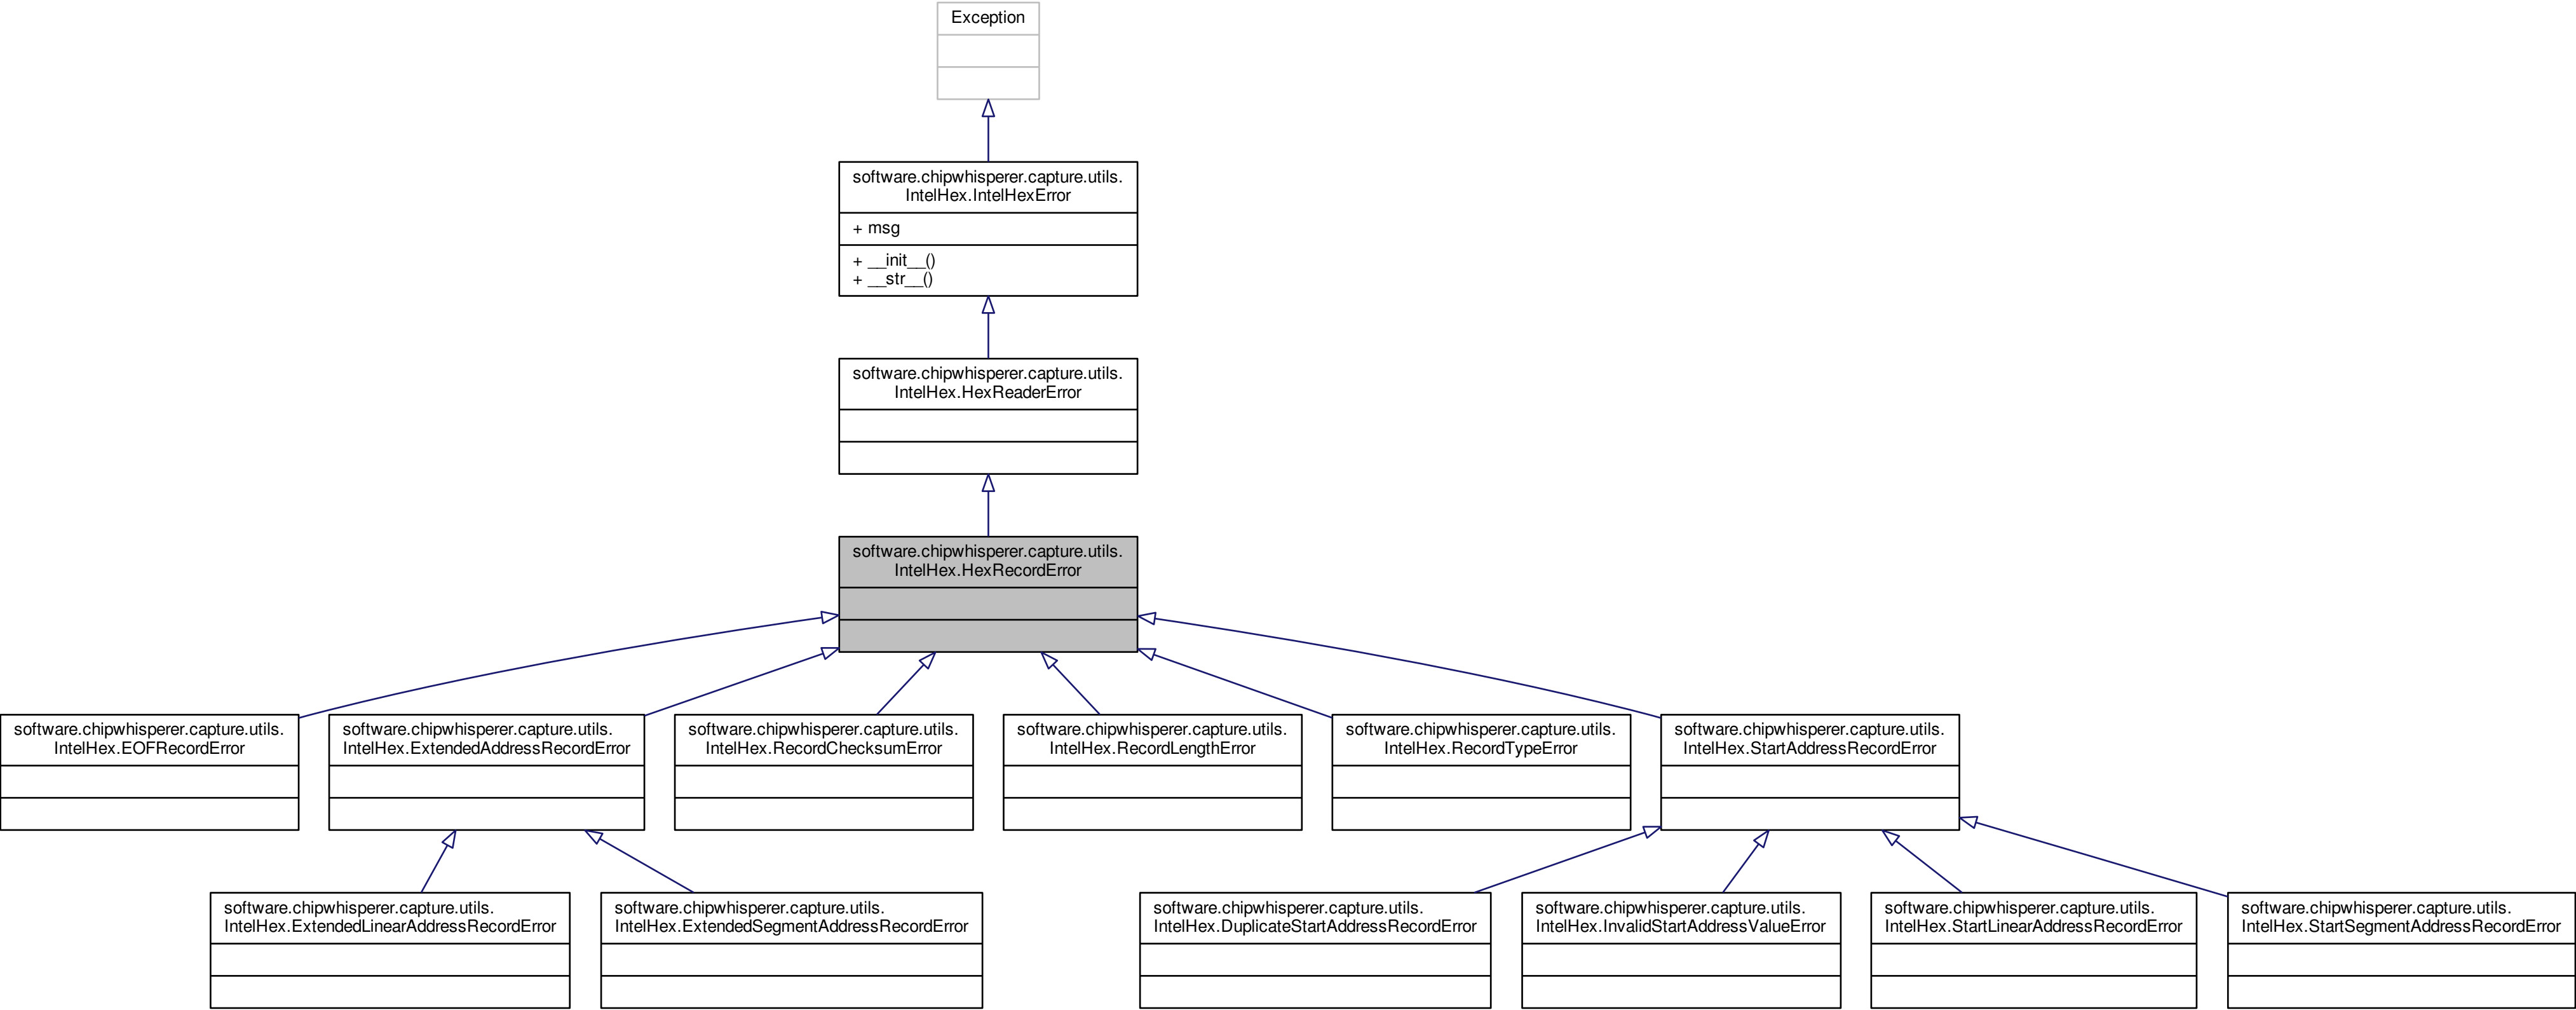 Exception
software.chipwhisperer.capture.utils.
IntelHex.IntelHexError
+ msg
+ __init__()
+ __str__()
software.chipwhisperer.capture.utils.
IntelHex.HexReaderError
software.chipwhisperer.capture.utils.
IntelHex.HexRecordError
software.chipwhisperer.capture.utils.
IntelHex.EOFRecordError
software.chipwhisperer.capture.utils.
IntelHex.ExtendedAddressRecordError
software.chipwhisperer.capture.utils.
IntelHex.RecordChecksumError
software.chipwhisperer.capture.utils.
IntelHex.RecordLengthError
software.chipwhisperer.capture.utils.
IntelHex.RecordTypeError
software.chipwhisperer.capture.utils.
IntelHex.StartAddressRecordError
software.chipwhisperer.capture.utils.
IntelHex.ExtendedLinearAddressRecordError
software.chipwhisperer.capture.utils.
IntelHex.ExtendedSegmentAddressRecordError
software.chipwhisperer.capture.utils.
IntelHex.DuplicateStartAddressRecordError
software.chipwhisperer.capture.utils.
IntelHex.InvalidStartAddressValueError
software.chipwhisperer.capture.utils.
IntelHex.StartLinearAddressRecordError
software.chipwhisperer.capture.utils.
IntelHex.StartSegmentAddressRecordError